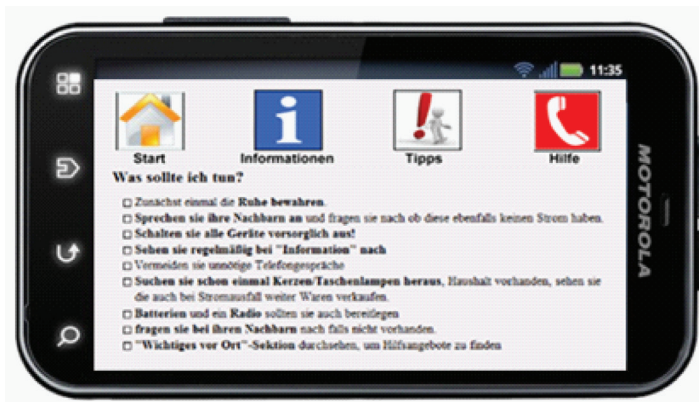 11:35
Start Informationen Tipps Hilfe
Was sollte ich tun?
Zunächst einmal die Ruhe bewahren.
Sprechen sie ihre Nachbarn an und fragen sie nach ob diese ebenfalls keinen Strom haben.
Schalten sie alle Geräte vorsorglich aus!
Sehen sie regelmäßig bei "Information" nach
Vermeiden sie unnötige Telefongespräche
Suchen sie schon einmal Kerzen/Taschenlampen heraus, Haushalt vorhanden, sehen sie
die auch bei Stromausfall weiter Waren verkaufen.
Batterien und ein Radio sollten sie auch bereitlegen
fragen sie bei ihren Nachbarn nach falls nicht vorhanden.
"Wichtiges vor Ort"-Sektion durchsehen, um Hilfsangebote zu finden
MOTOROLA